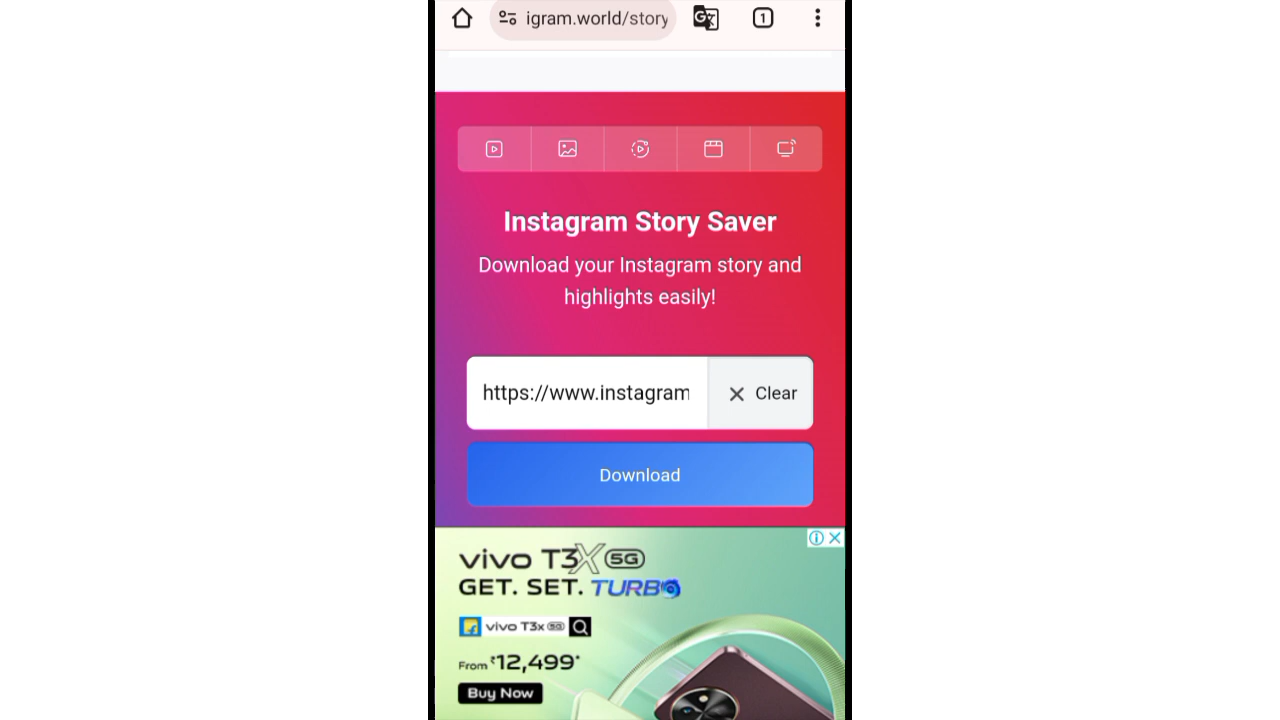 igram.world/story
1
Instagram Story Saver
Download your Instagram story and
highlights easily!
https://www.instagram
Clear
Download
vivo T3X 5G
GET. SET. TURBO
vivo T3x 5G
From ₹12,499*
Buy Now